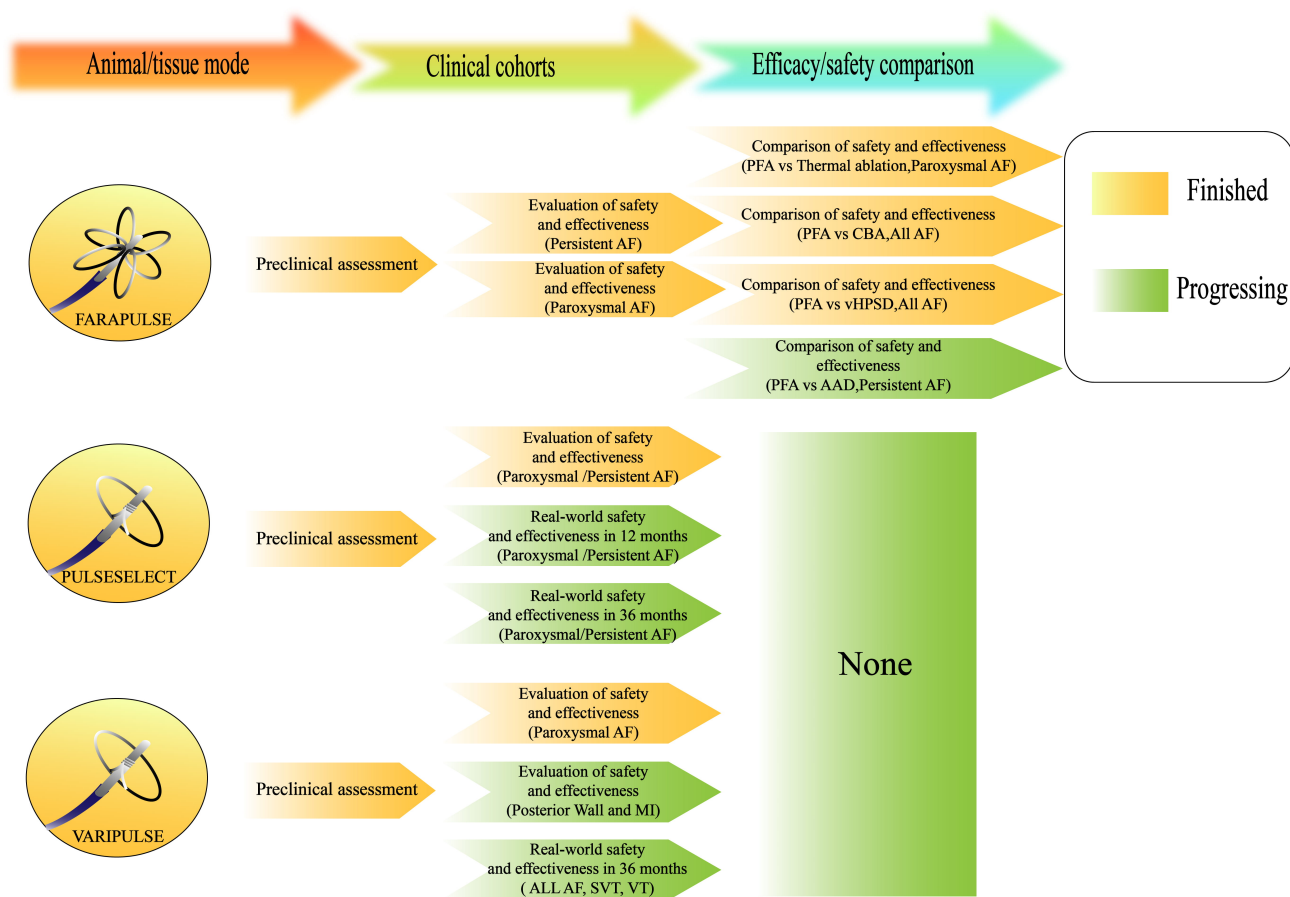 Animal/tissue mode
Clinical cohorts
Efficacy/safety comparison
Comparison of safety and effectiveness
(PFA vs Thermal ablation,Paroxysmal AF)
Evaluation of safety
and effectiveness
(Persistent AF)
Comparison of safety and effectiveness
(PFA vs CBA,All AF)
Preclinical assessment
Evaluation of safety
and effectiveness
(Paroxysmal AF)
Comparison of safety and effectiveness
(PFA vs vHPSD,All AF)
FARAPULSE
Comparison of safety and
effectiveness
(PFA vs AAD,Persistent AF)
Finished
Progressing
Evaluation of safety
and effectiveness
(Paroxysmal /Persistent AF)
Preclinical assessment
Real-world safety
and effectiveness in 12 months
(Paroxysmal /Persistent AF)
PULSESELECT
Real-world safety
and effectiveness in 36 months
(Paroxysmal/Persistent AF)
None
Evaluation of safety
and effectiveness
(Paroxysmal AF)
Preclinical assessment
Evaluation of safety
and effectiveness
(Posterior Wall and MI)
VARIPULSE
Real-world safety
and effectiveness in 36 months
( ALL AF, SVT, VT)